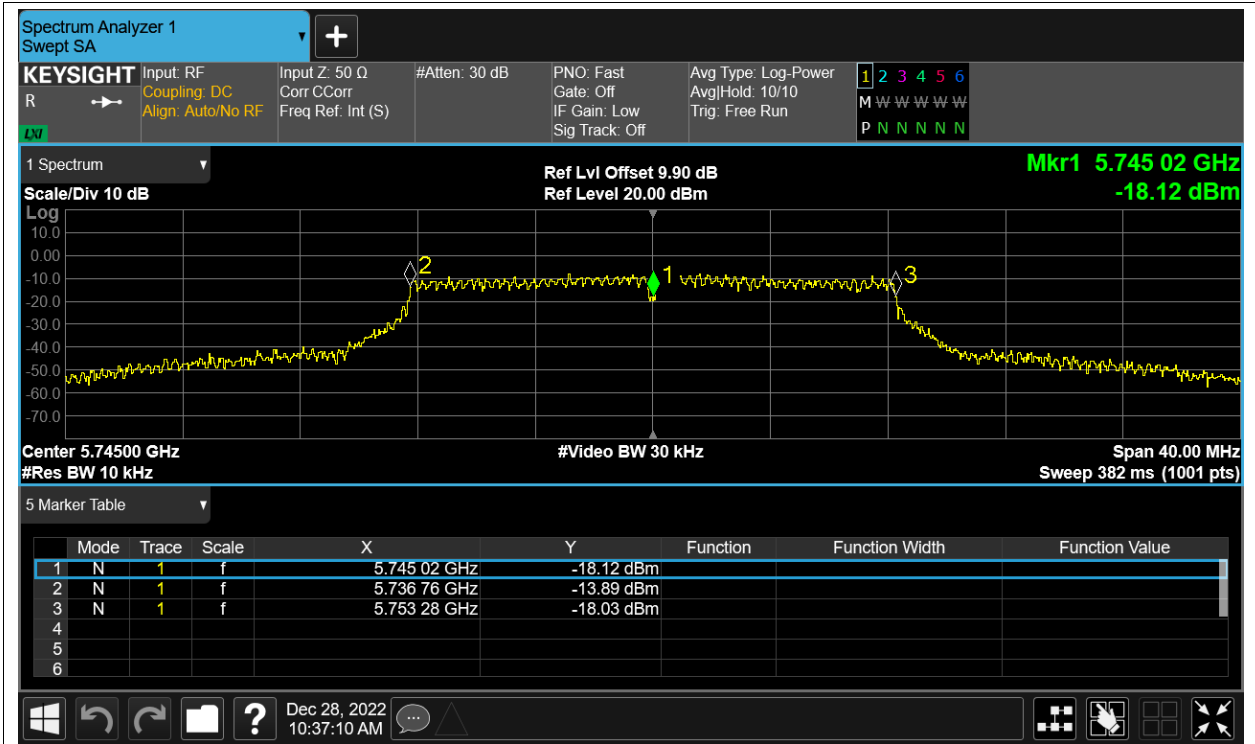 Spectrum Analyzer 1
Swept SA
KEYSIGHT
R
LXI
Input: RF
Coupling: DC
Align: Auto/No RF
Input Z: 50 Ω
Corr CCorr
Freq Ref: Int (S)
#Atten: 30 dB
PNO: Fast
Gate: Off
IF Gain: Low
Sig Track: Off
Avg Type: Log-Power
Avg|Hold: 10/10
Trig: Free Run
1 2 3 4 5 6
M W W W W W
P N N N N N
1 Spectrum
Scale/Div 10 dB
Ref Lvl Offset 9.90 dB
Ref Level 20.00 dBm
Mkr1 5.745 02 GHz
-18.12 dBm
Log
10.0
0.00
-10.0
-20.0
-30.0
-40.0
-50.0
-60.0
-70.0
2
1
3
Center 5.74500 GHz
#Video BW 30 kHz
Span 40.00 MHz
#Res BW 10 kHz
Sweep 382 ms (1001 pts)
5 Marker Table
Mode Trace Scale X Y Function Function Width Function Value
1 N 1 f 5.745 02 GHz -18.12 dBm
2 N 1 f 5.736 76 GHz -13.89 dBm
3 N 1 f 5.753 28 GHz -18.03 dBm
4
5
6
?
Dec 28, 2022
10:37:10 AM